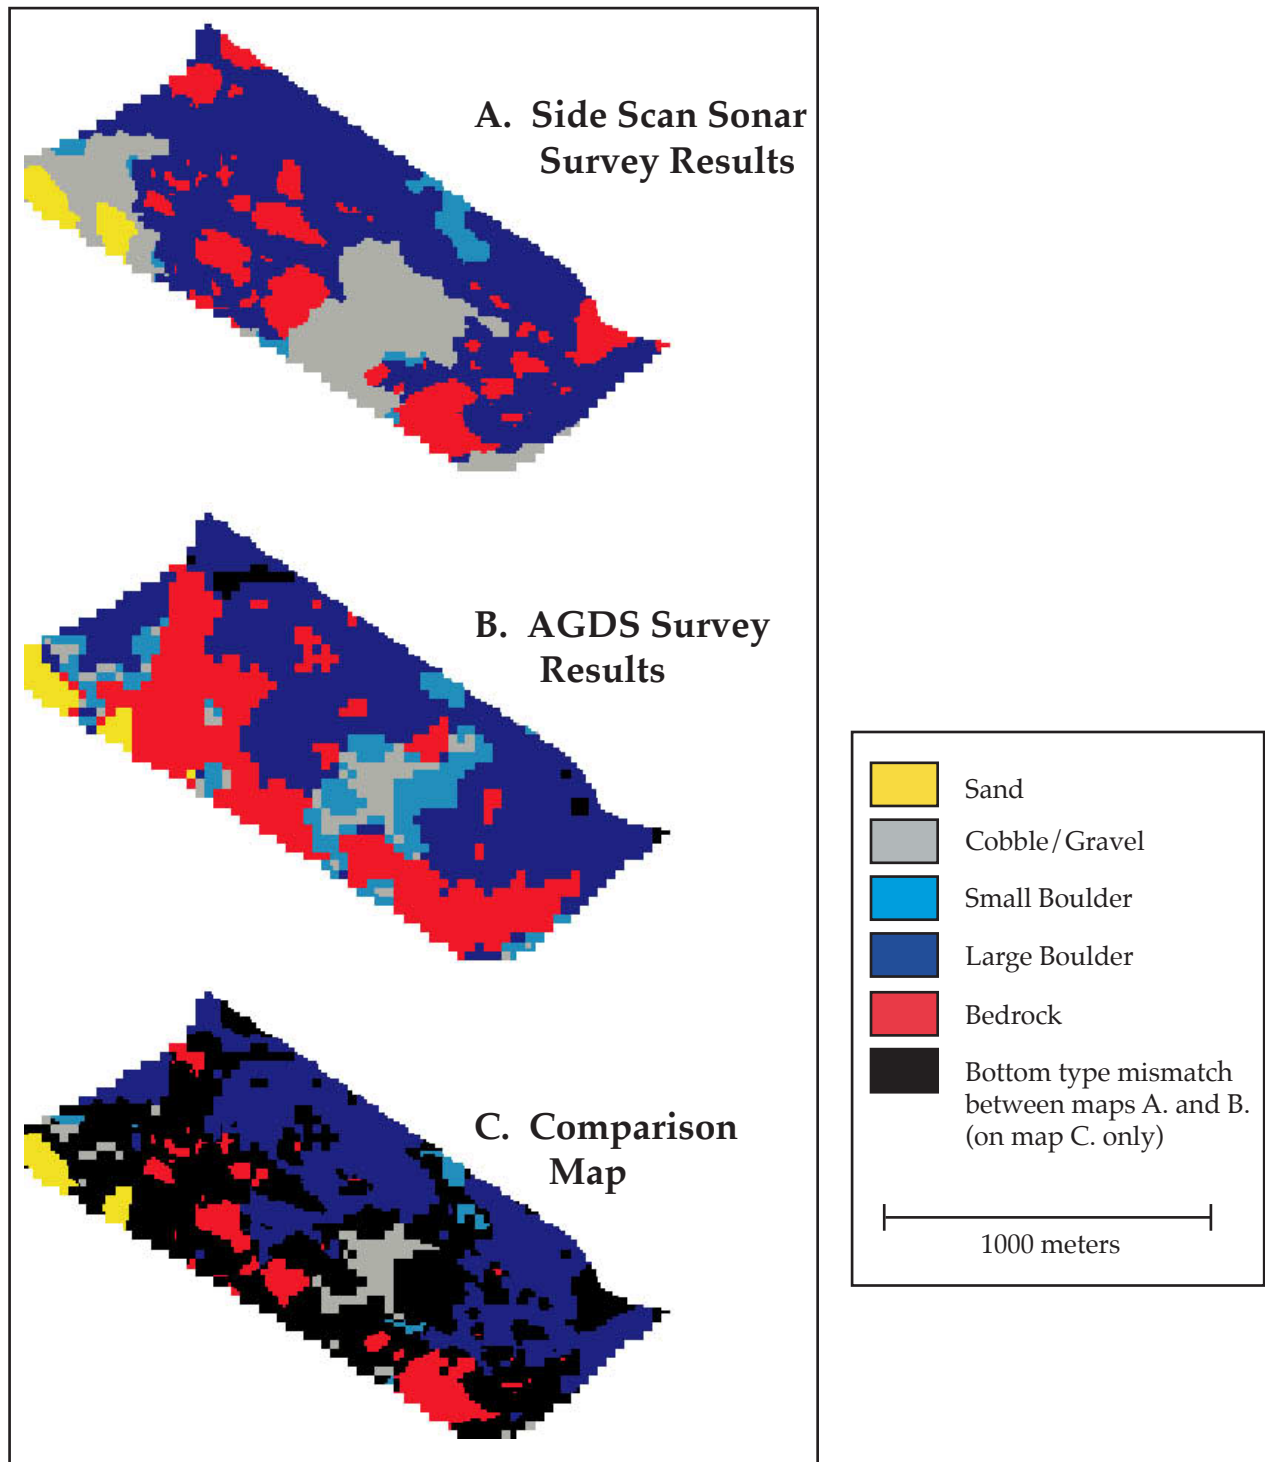 A. Side Scan Sonar
Survey Results
B. AGDS Survey
Results
C. Comparison
Map
Sand
Cobble/Gravel
Small Boulder
Large Boulder
Bedrock
Bottom type mismatch
between maps A. and B.
(on map C. only)
1000 meters